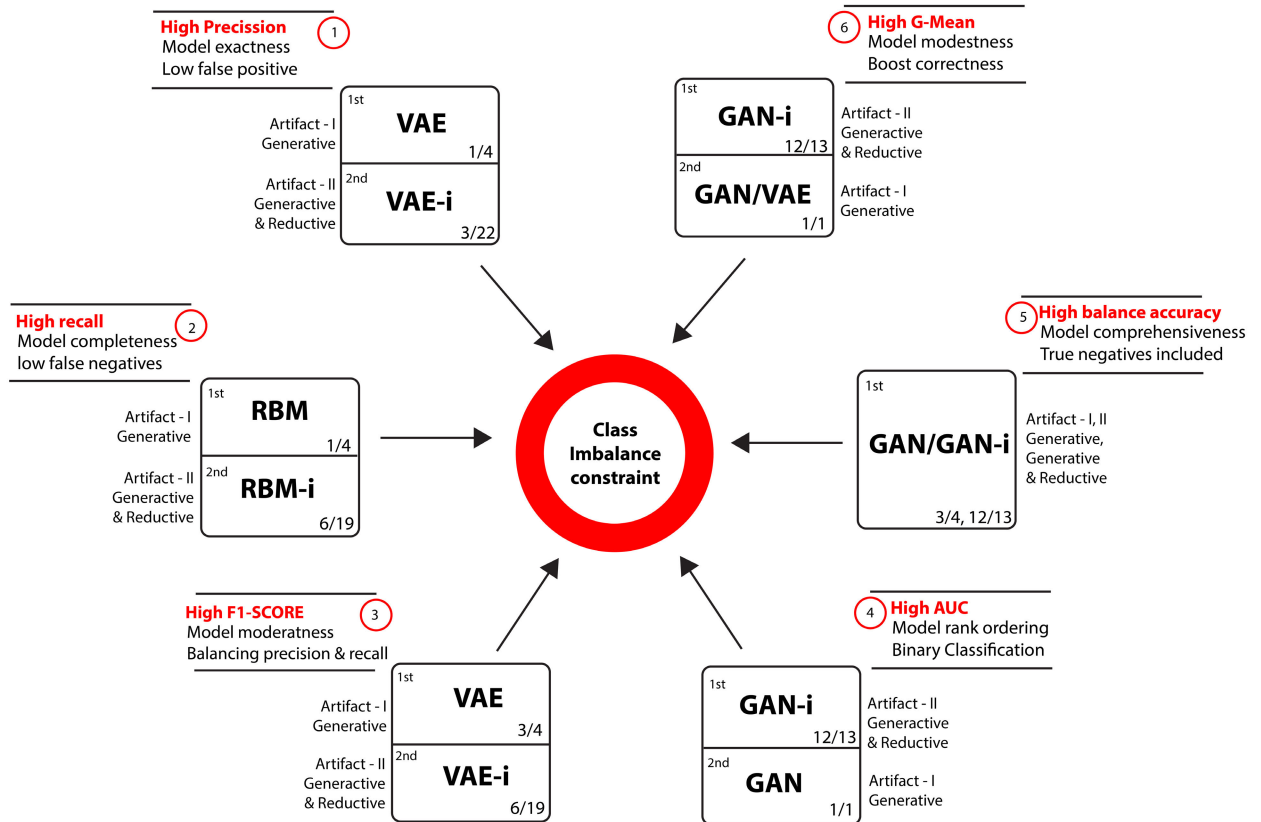 High Precission
1
Model exactness
Low false positive
1st
VAE
1/4
Artifact - I
Generative
2nd
VAE-i
3/22
Artifact - II
Generactive
& Reductive
6
High G-Mean
Model modestness
Boost correctness
1st
GAN-i
12/13
Artifact - II
Generactive
& Reductive
2nd
GAN/VAE
1/1
Artifact - I
Generative
High recall
2
Model completeness
low false negatives
1st
RBM
1/4
Artifact - I
Generative
2nd
RBM-i
6/19
Artifact - II
Generactive
& Reductive
5
High balance accuracy
Model comprehensiveness
True negatives included
1st
GAN/GAN-i
3/4, 12/13
Artifact - I, II
Generative,
Generative
& Reductive
Class
Imbalance
constraint
High F1-SCORE
3
Model moderatness
Balancing precision & recall
1st
VAE
3/4
Artifact - I
Generative
2nd
VAE-i
6/19
Artifact - II
Generactive
& Reductive
4
High AUC
Model rank ordering
Binary Classification
1st
GAN-i
12/13
Artifact - II
Generactive
& Reductive
2nd
GAN
1/1
Artifact - I
Generative